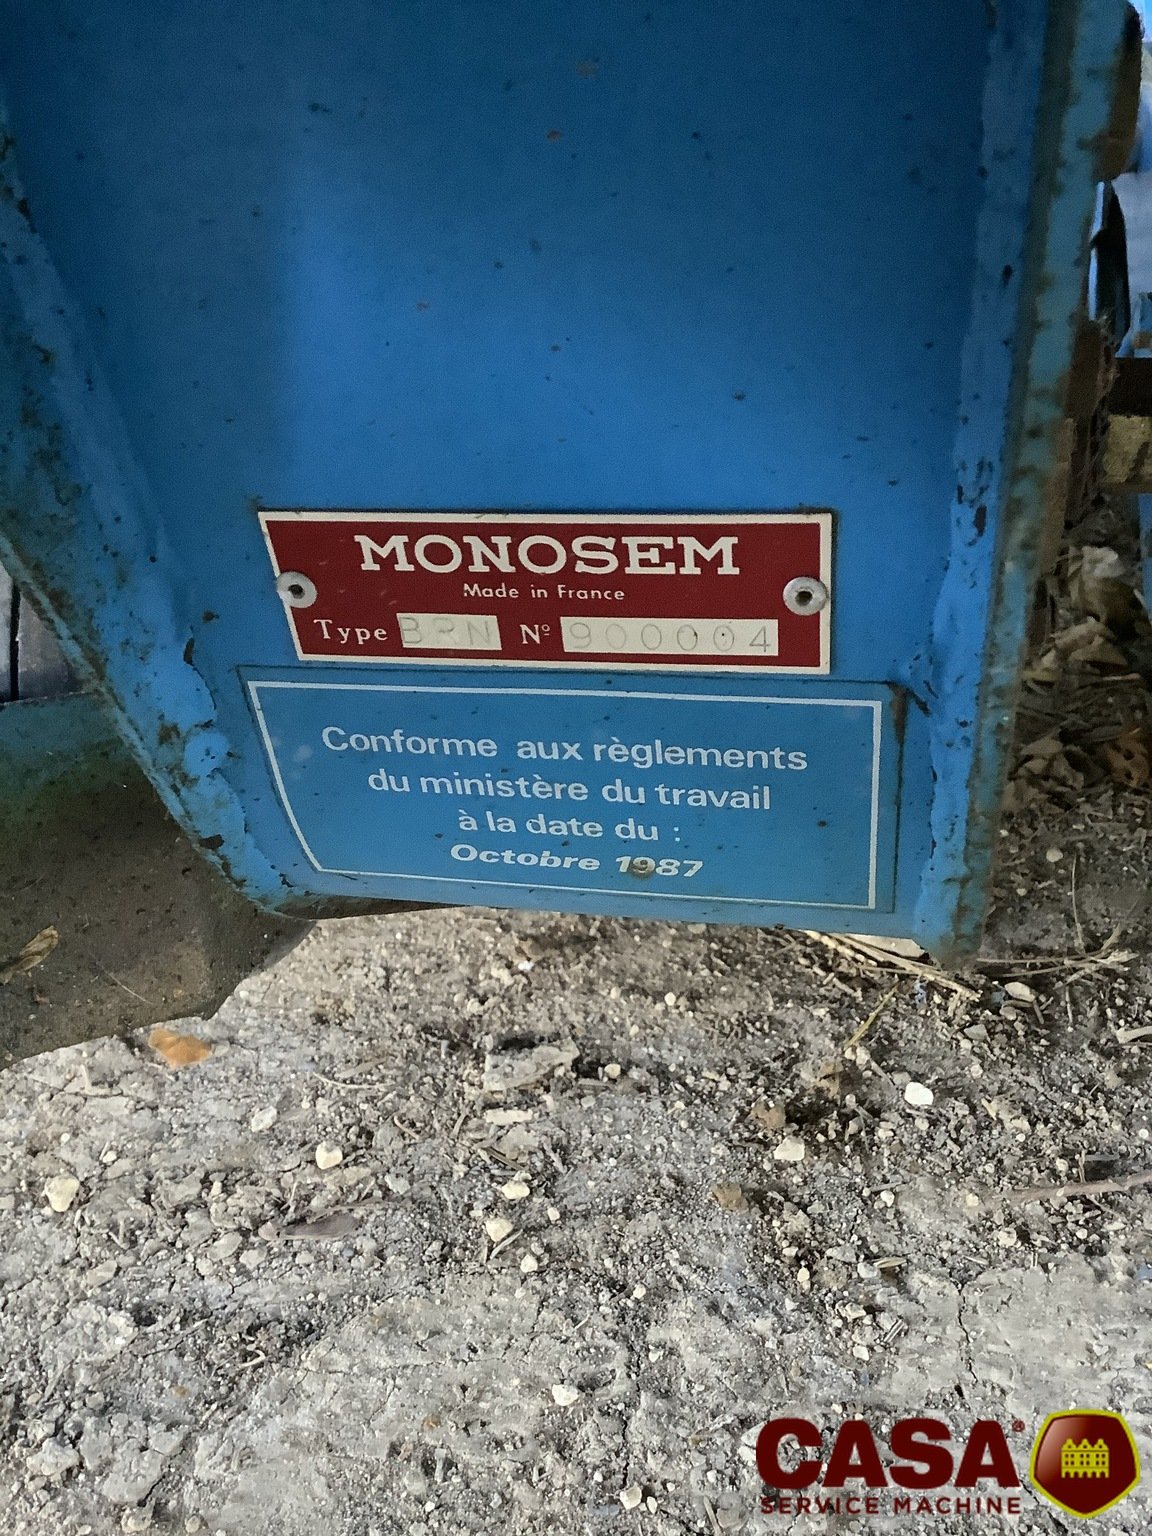 MONOSEM
Made in France
Type BRN Nº 900004
Conforme aux règlements
du ministère du travail
à la date du :
Octobre 1987
CASA®
SERVICE MACHINE